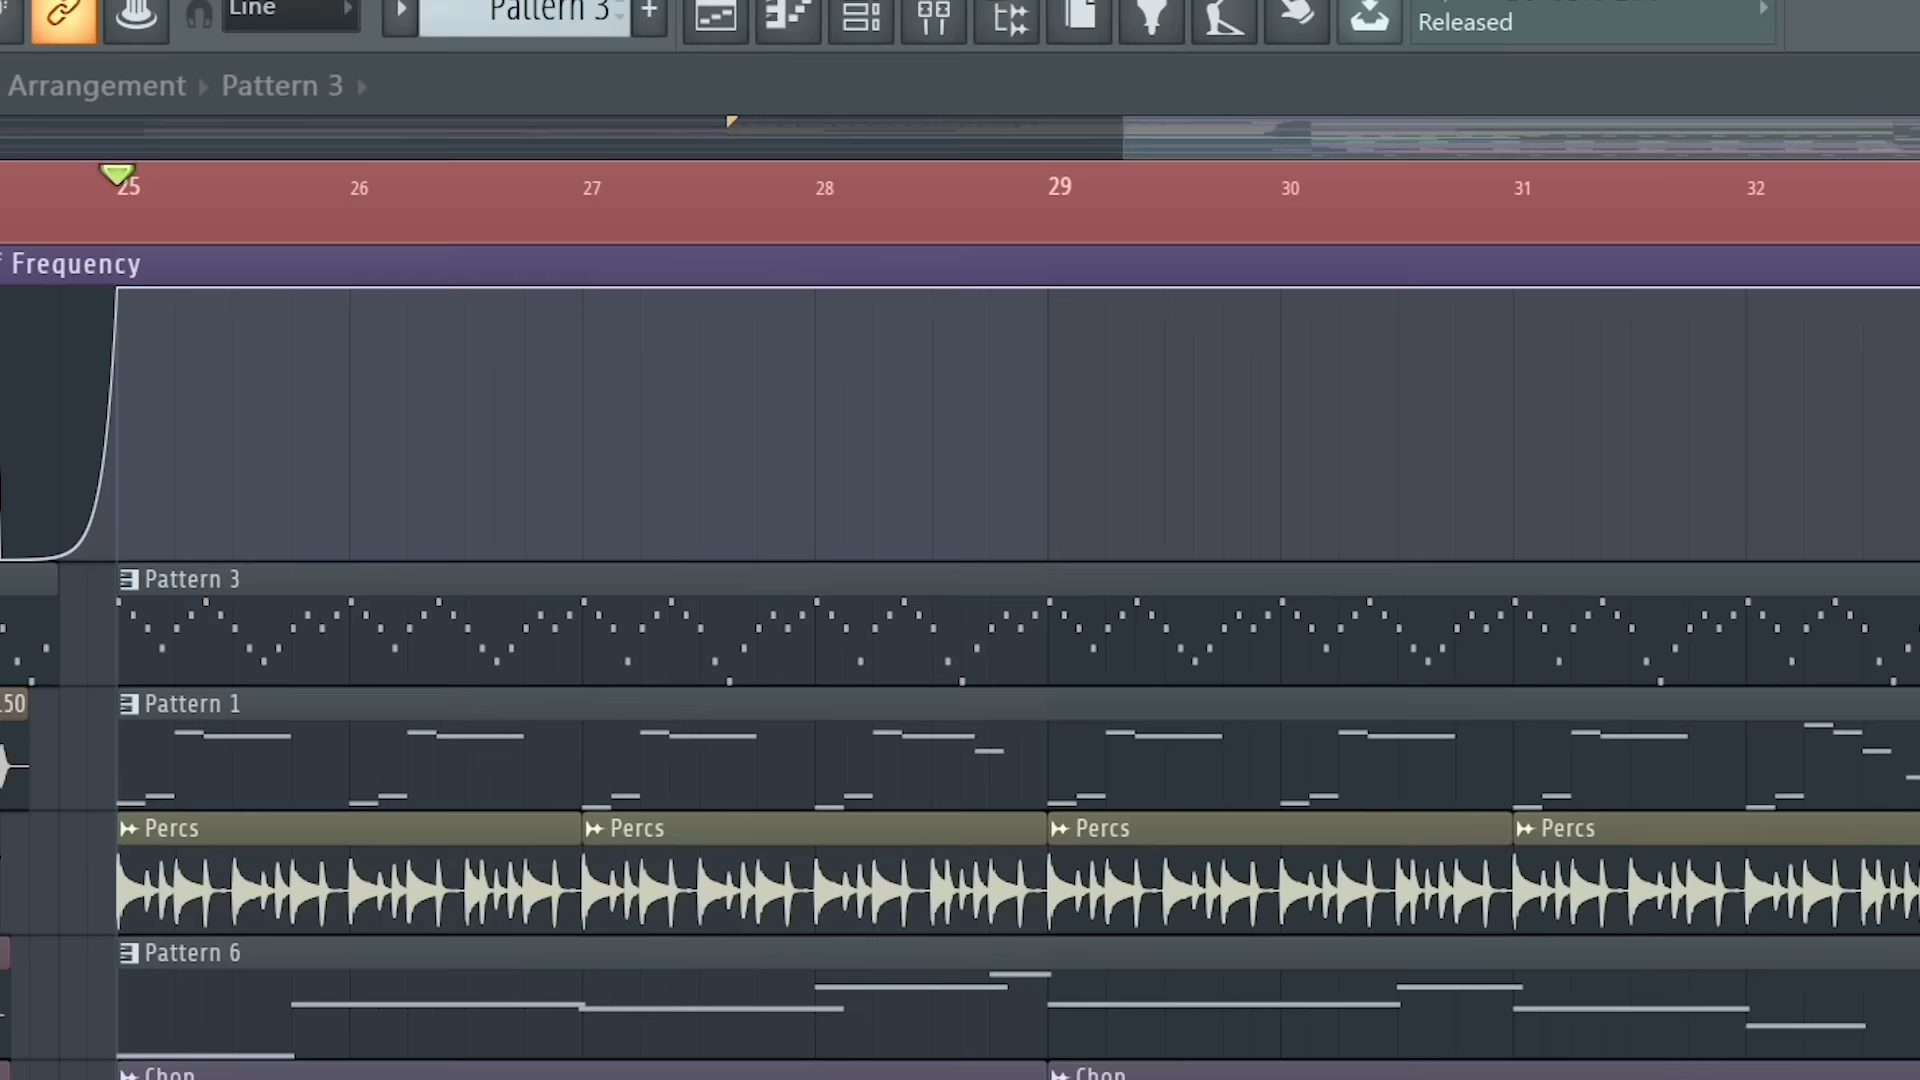 Line
Pattern 3
+
Released
Arrangement
Pattern 3
25 26 27 28 29 30 31 32
Frequency
Pattern 3
.50
Pattern 1
Percs Percs Percs Percs
Pattern 6
Chop Chop